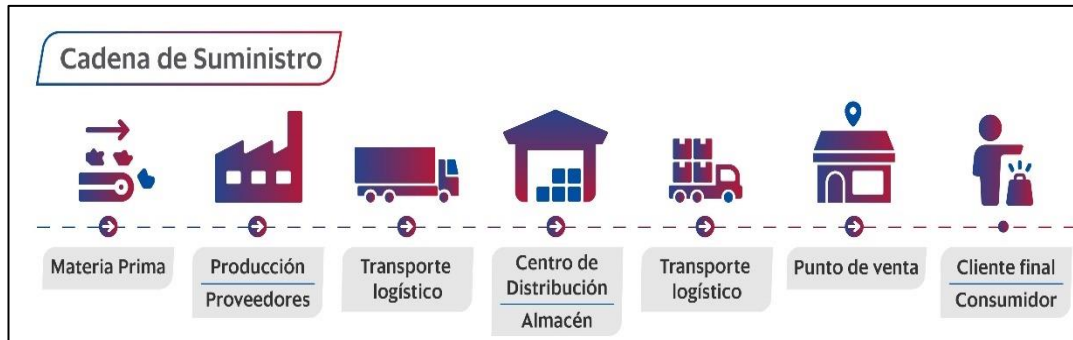 Cadena de Suministro
Materia Prima
Producción
Proveedores
Transporte
logístico
Centro de
Distribución
Almacén
Transporte
logístico
Punto de venta
Cliente final
Consumidor